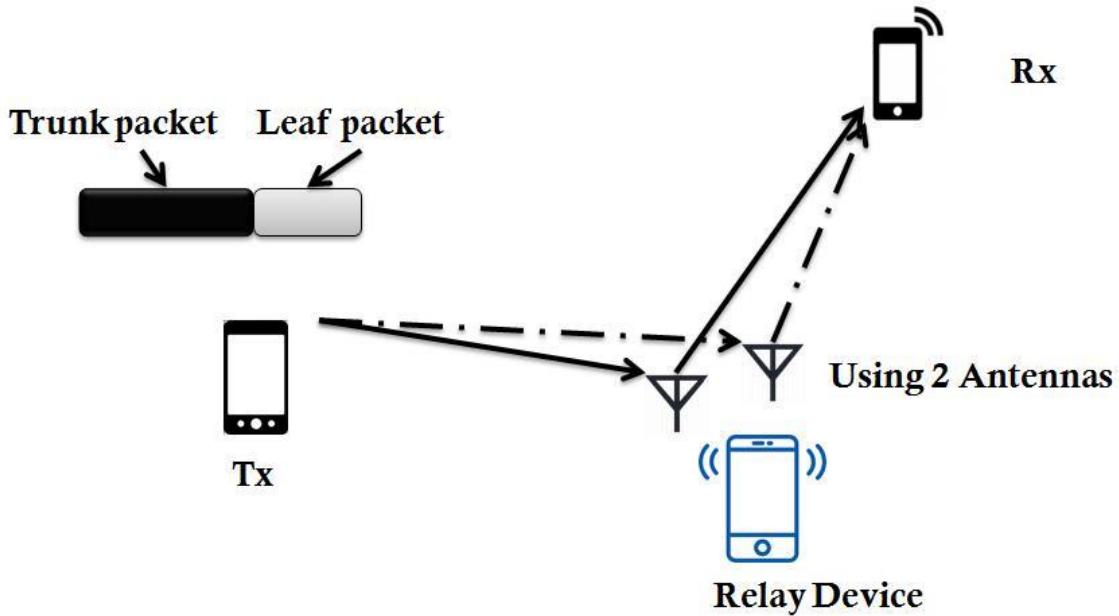 Rx
Trunk packet
Leaf packet
Using 2 Antennas
Tx
Relay Device